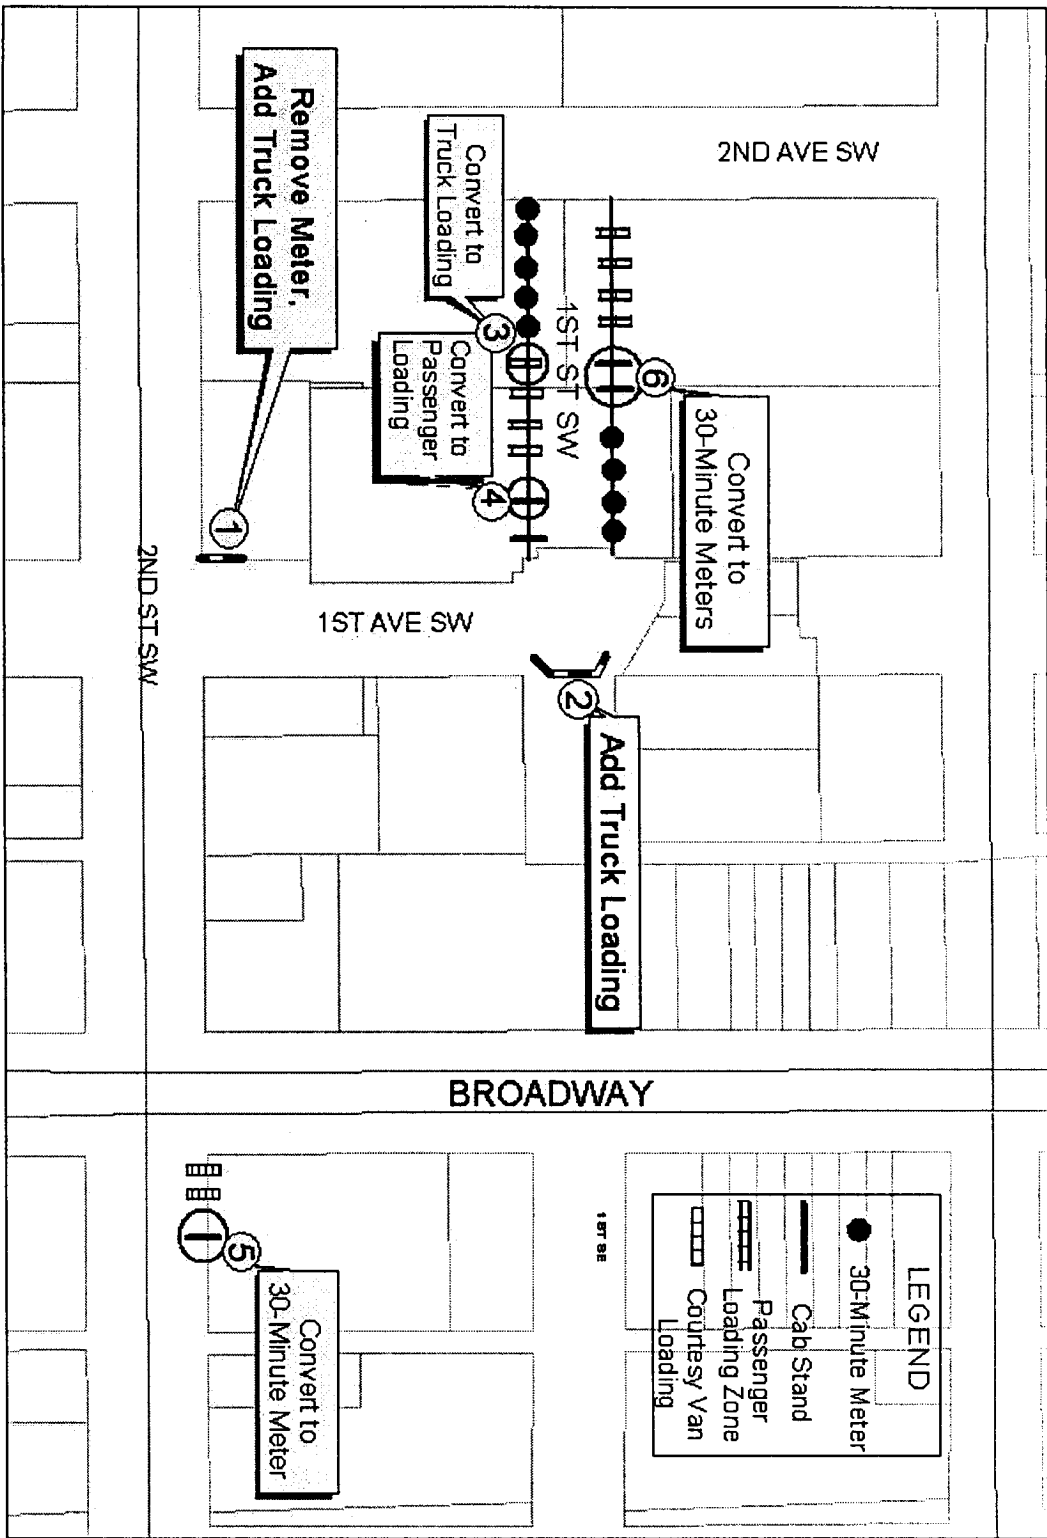 2ND AVE SW
Remove Meter,
Add Truck Loading
Convert to
Truck Loading
3
1ST ST SW
Convert to
Passenger
Loading
4
6
Convert to
30-Minute Meters
1
2ND ST SW
1ST AVE SW
2
Add Truck Loading
BROADWAY
1ST SE
5
Convert to
30-Minute Meter
LEGEND
30-Minute Meter
Cab Stand
Passenger
Loading Zone
Courtesy Van
Loading